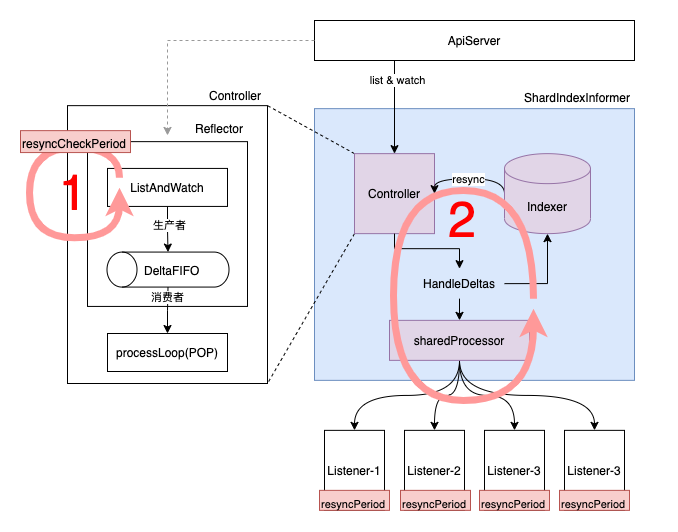 ApiServer
list & watch
Controller
ShardIndexInformer
Reflector
resyncCheckPeriod
1
ListAndWatch
生产者
DeltaFIFO
消费者
processLoop(POP)
Controller
resync
Indexer
2
HandleDeltas
sharedProcessor
Listener-1
Listener-2
Listener-3
Listener-3
resyncPeriod
resyncPeriod
resyncPeriod
resyncPeriod